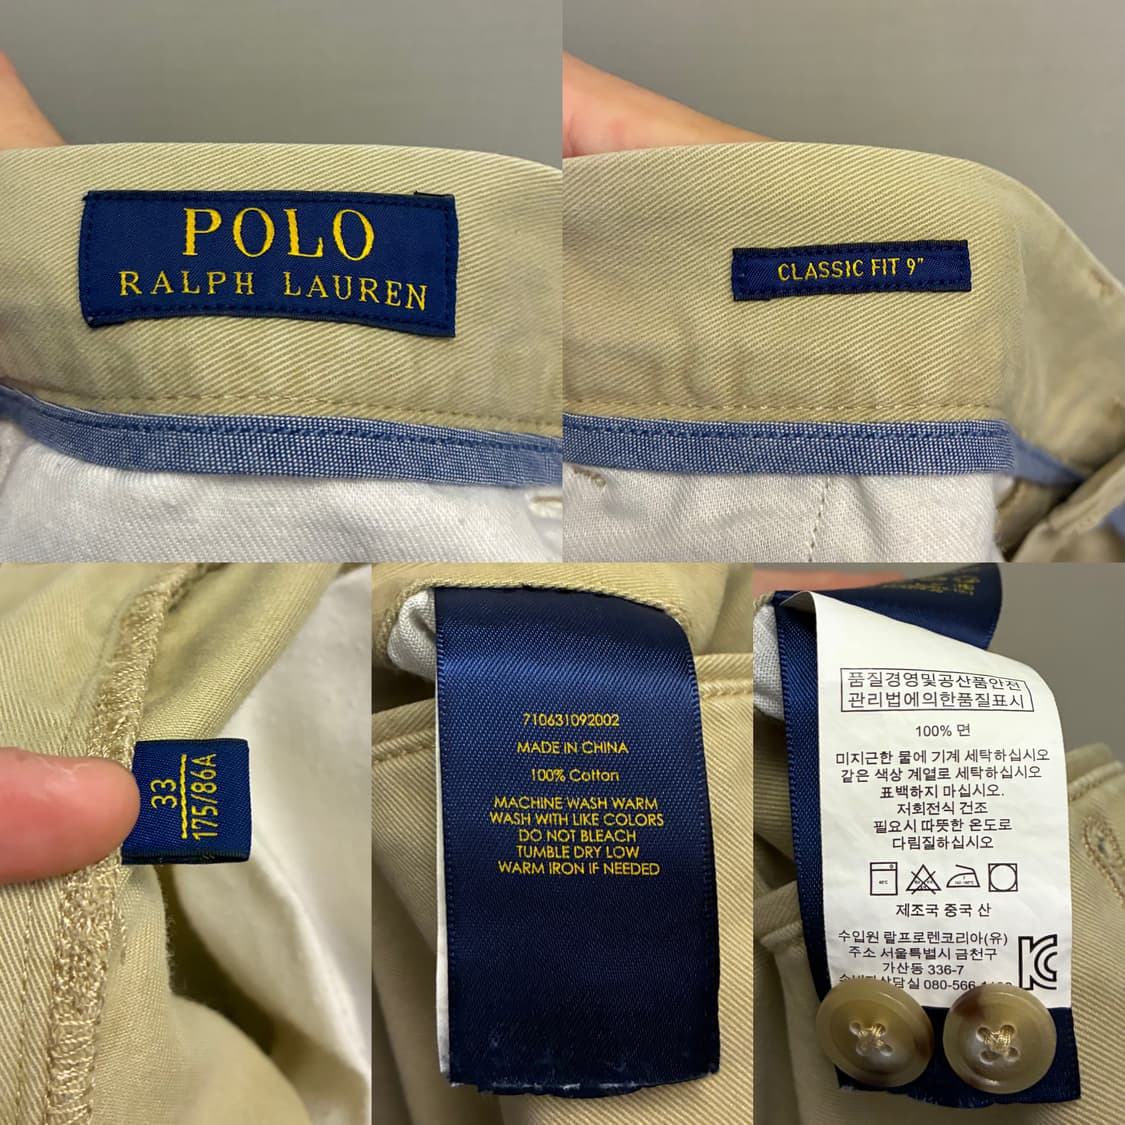 POLO
RALPH LAUREN
CLASSIC FIT 9"
33
175/86A
710631092002
MADE IN CHINA
100% Cotton
MACHINE WASH WARM
WASH WITH LIKE COLORS
DO NOT BLEACH
TUMBLE DRY LOW
WARM IRON IF NEEDED
품질경영및공산품안전
관리법에의한품질표시
100% 면
미지근한 물에 기계 세탁하십시오
같은 색상 계열로 세탁하십시오
표백하지 마십시오.
저회전식 건조
필요시 따뜻한 온도로
다림질하십시오
제조국 중국 산
수입원 랄프로렌코리아(유)
주소 서울특별시 금천구
가산동 336-7
080-566